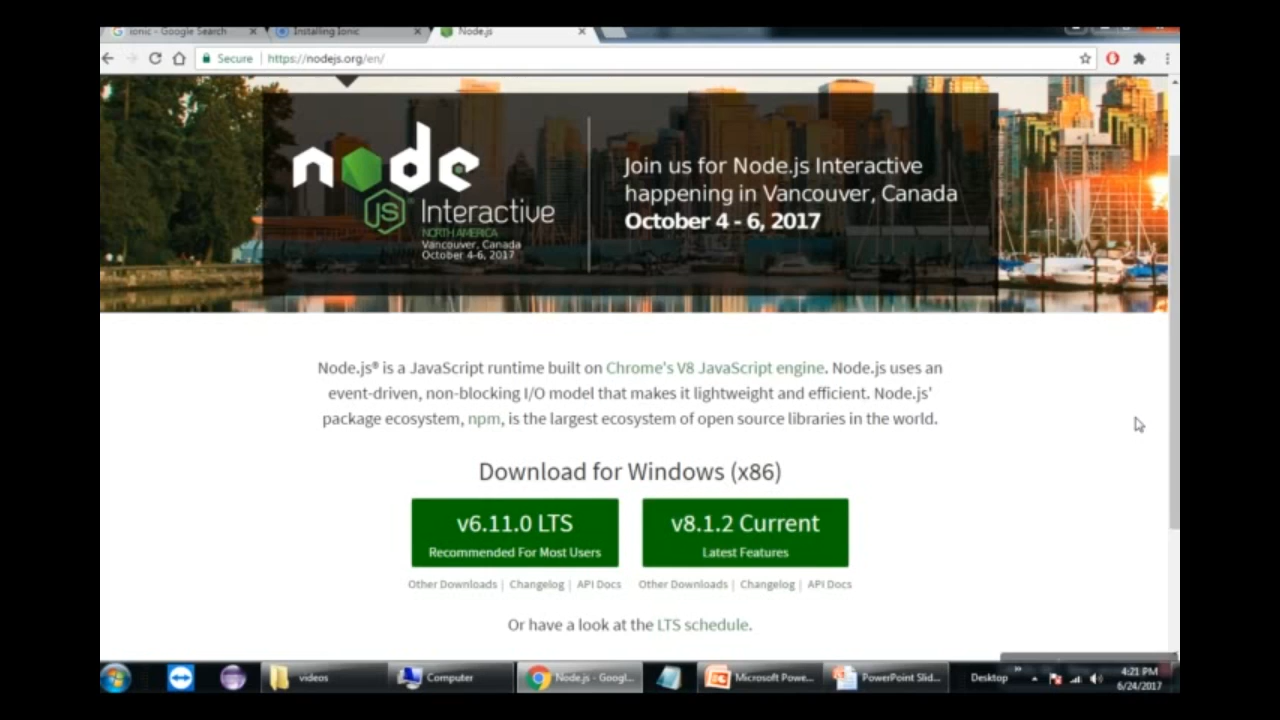 ionic - Google Search
Installing Ionic
Node.js
Secure
https://nodejs.org/en/
node
JS Interactive
NORTH AMERICA
Vancouver, Canada
October 4-6, 2017
Join us for Node.js Interactive
happening in Vancouver, Canada
October 4 - 6, 2017
Node.js® is a JavaScript runtime built on Chrome's V8 JavaScript engine. Node.js uses an
event-driven, non-blocking I/O model that makes it lightweight and efficient. Node.js'
package ecosystem, npm, is the largest ecosystem of open source libraries in the world.
Download for Windows (x86)
v6.11.0 LTS
Recommended For Most Users
v8.1.2 Current
Latest Features
Other Downloads | Changelog | API Docs
Other Downloads | Changelog | API Docs
Or have a look at the LTS schedule.
videos
Computer
Node.js - Googl...
Microsoft Powe...
PowerPoint Slid...
Desktop
4:21 PM
6/24/2017